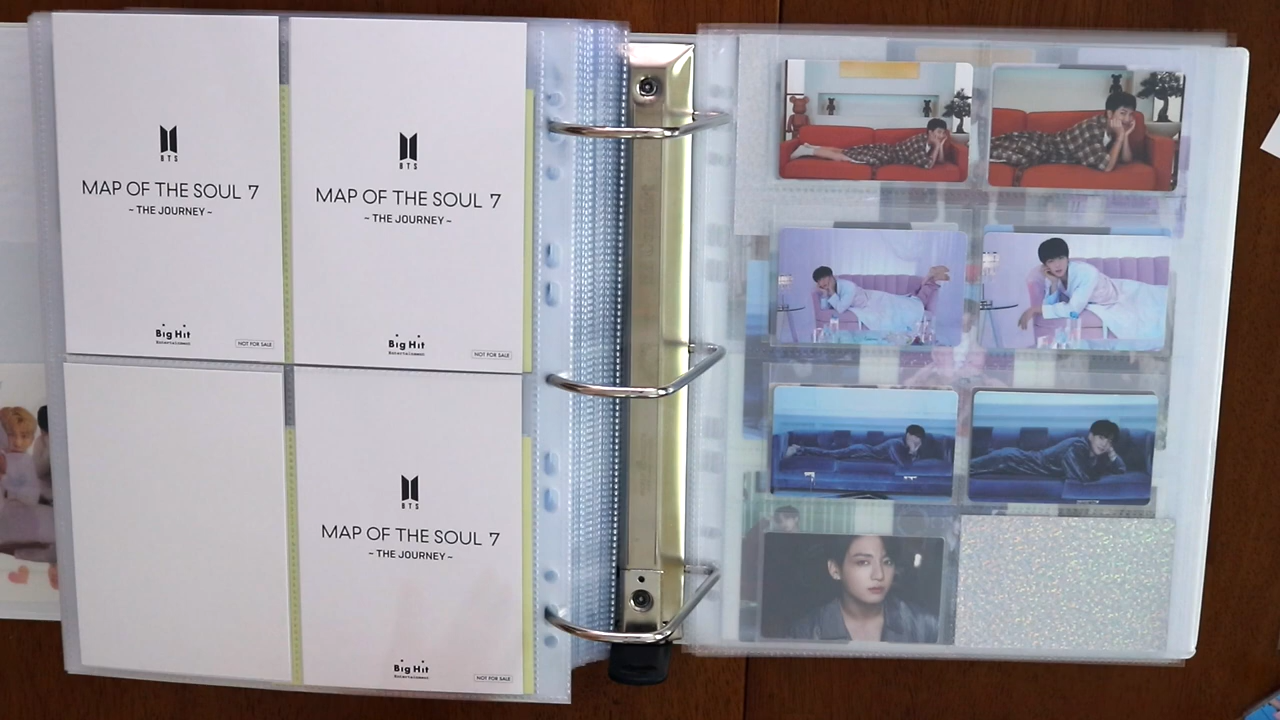 BTS
MAP OF THE SOUL 7
~ THE JOURNEY ~
Big Hit
Entertainment
NOT FOR SALE
BTS
MAP OF THE SOUL 7
~ THE JOURNEY ~
Big Hit
Entertainment
NOT FOR SALE
BTS
MAP OF THE SOUL 7
~ THE JOURNEY ~
Big Hit
Entertainment
NOT FOR SALE